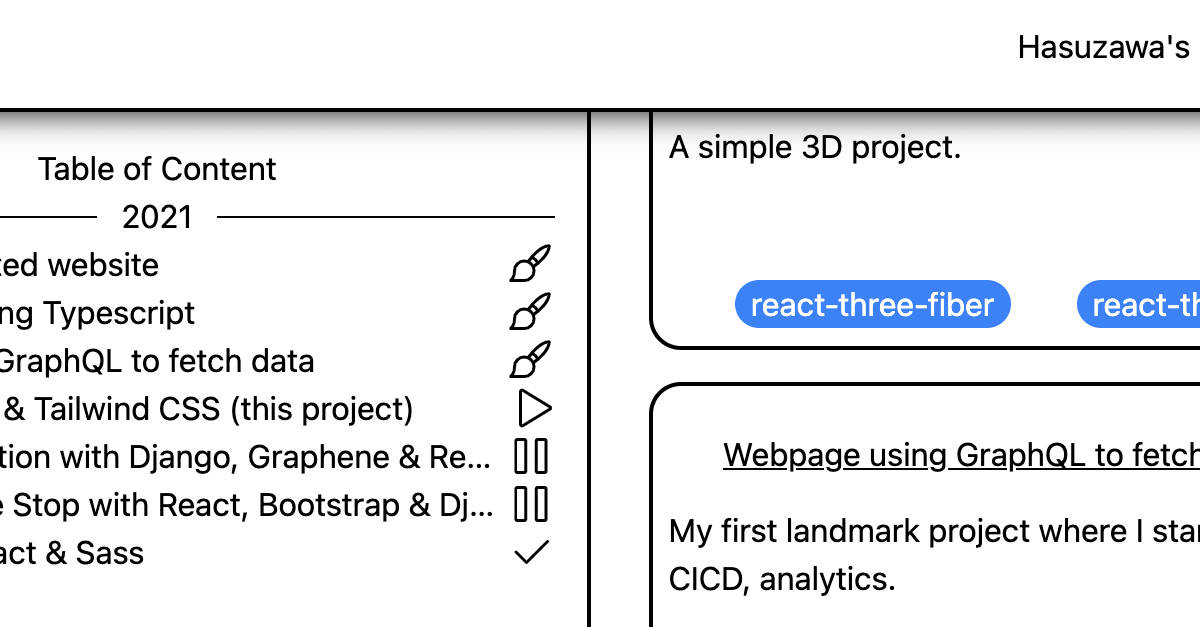 Hasuzawa's
Table of Content
2021
ted website
ng Typescript
GraphQL to fetch data
& Tailwind CSS (this project)
tion with Django, Graphene & Re...
e Stop with React, Bootstrap & Dj...
act & Sass
A simple 3D project.
react-three-fiber
react-th
Webpage using GraphQL to fetch
My first landmark project where I star
CICD, analytics.